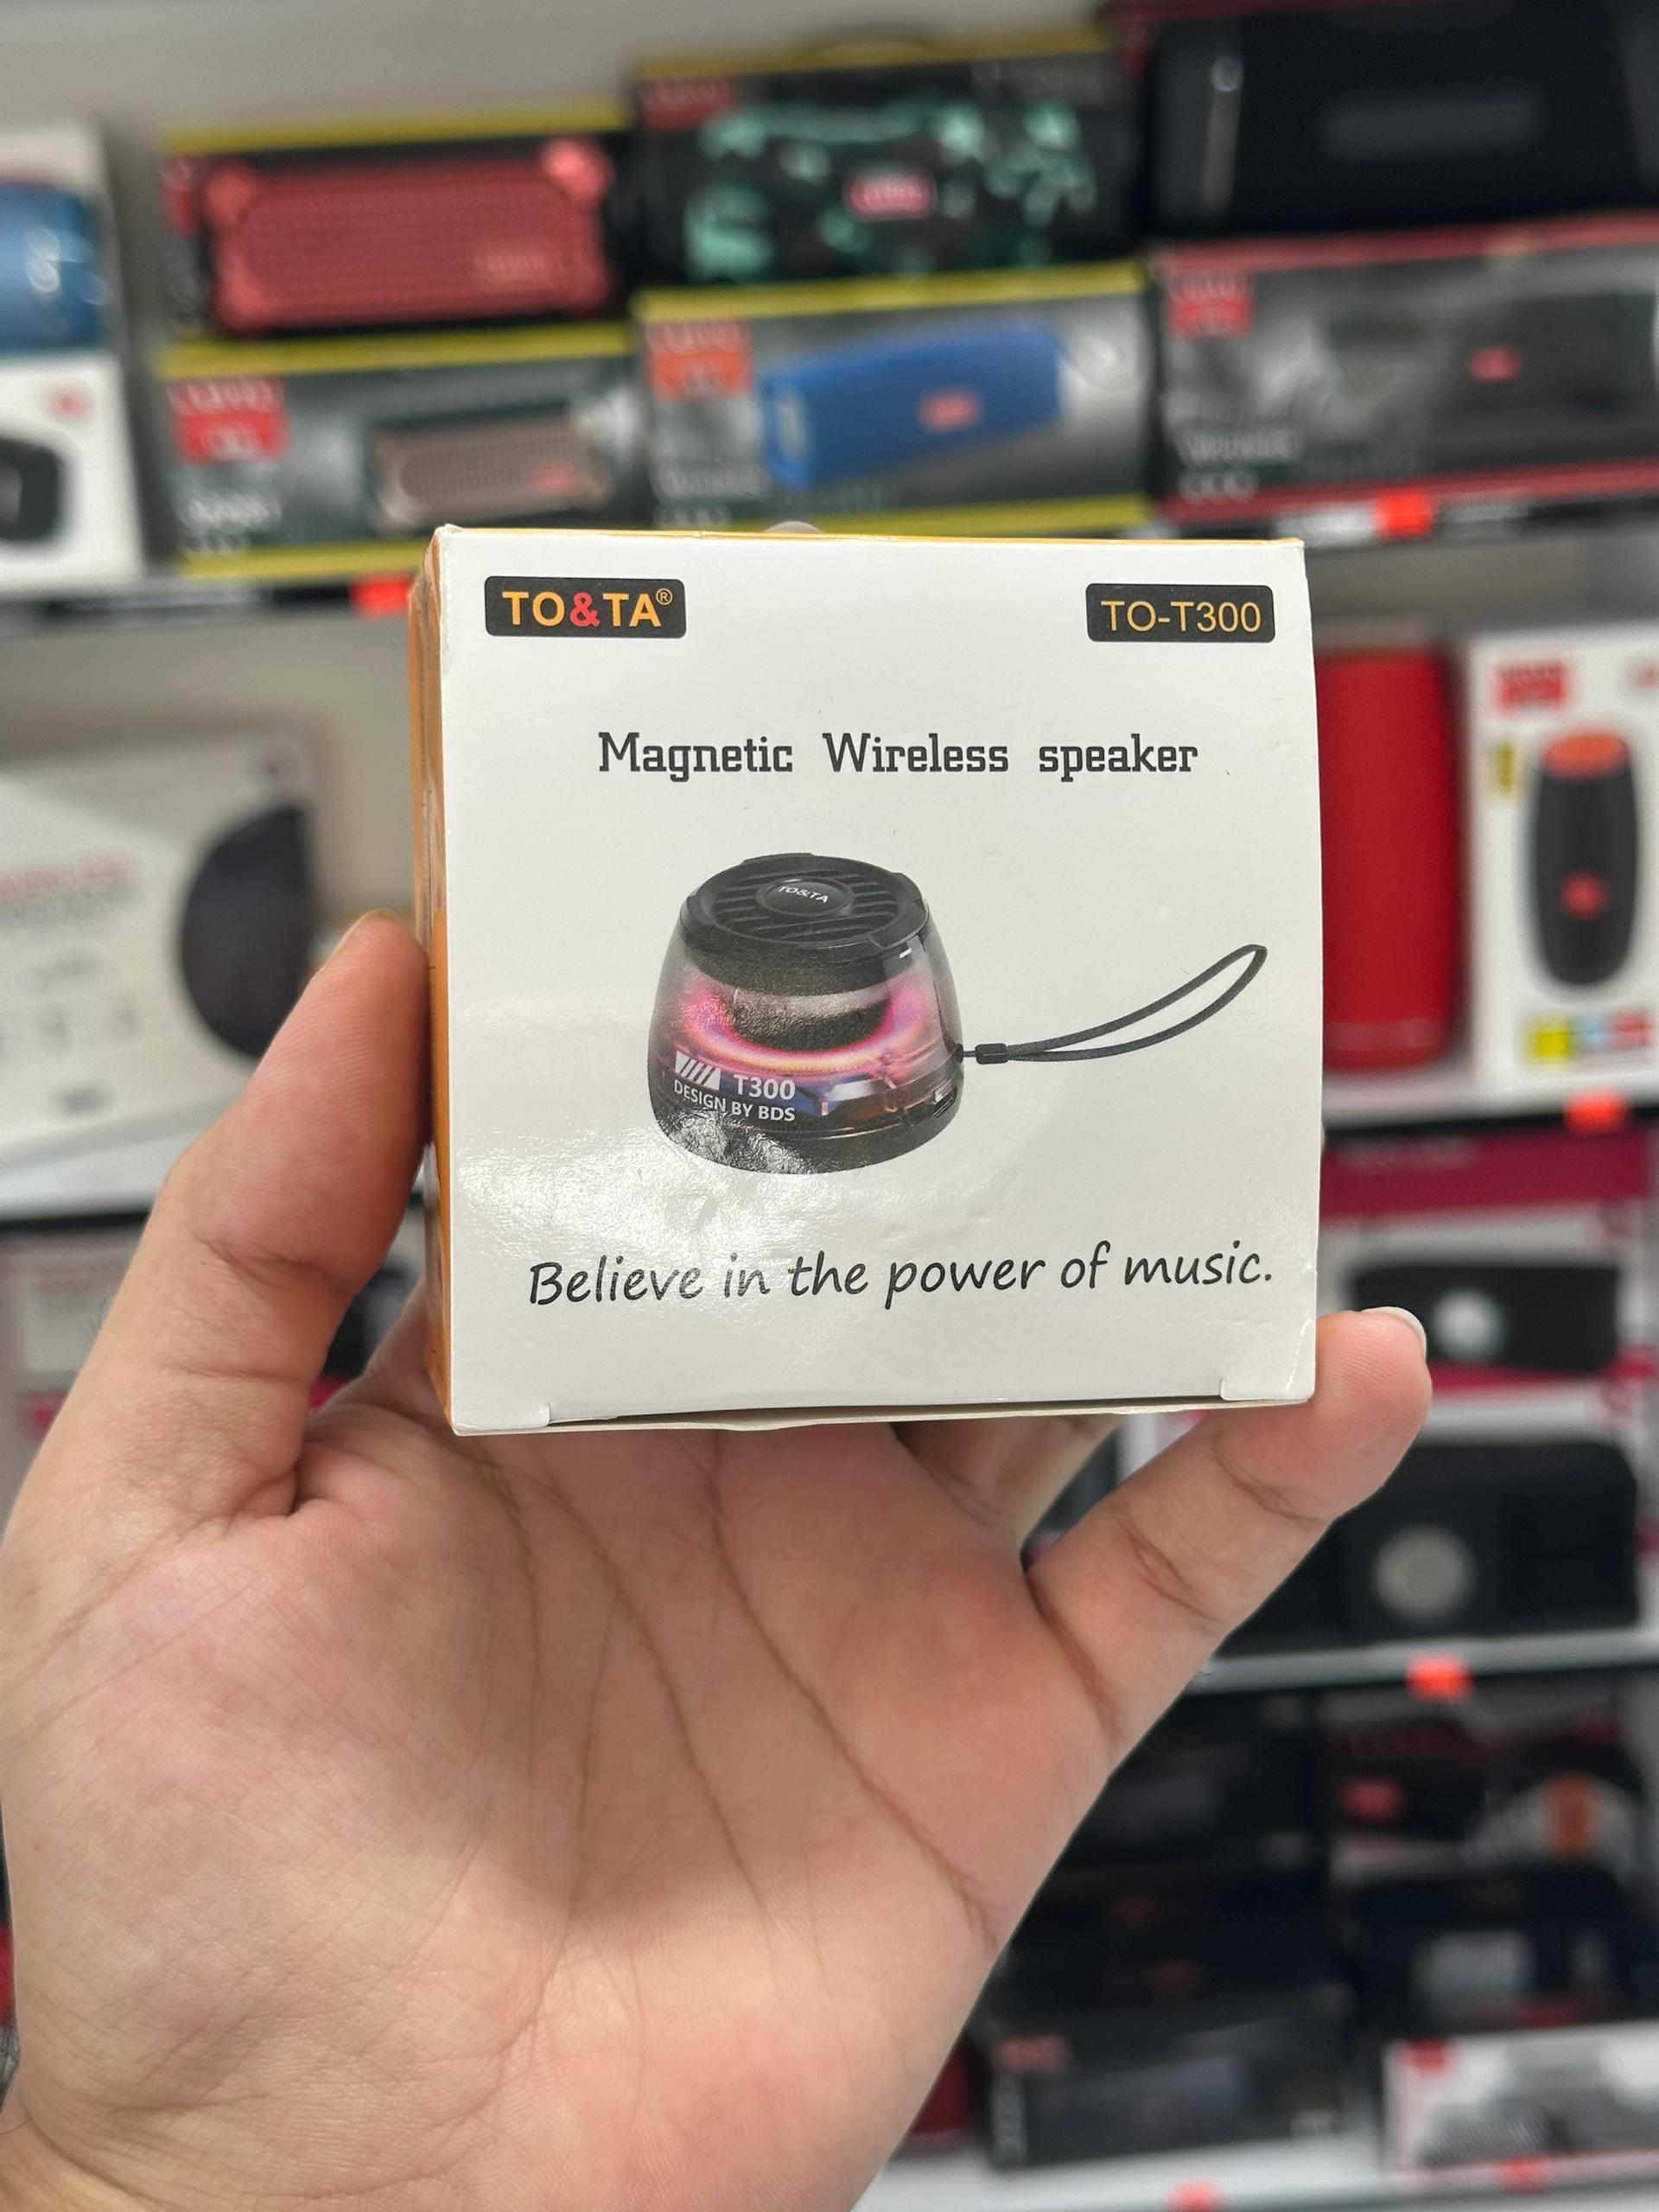 TO&TA®
TO-T300
Magnetic Wireless speaker
TO&TA
T300
DESIGN BY BDS
Believe in the power of music.